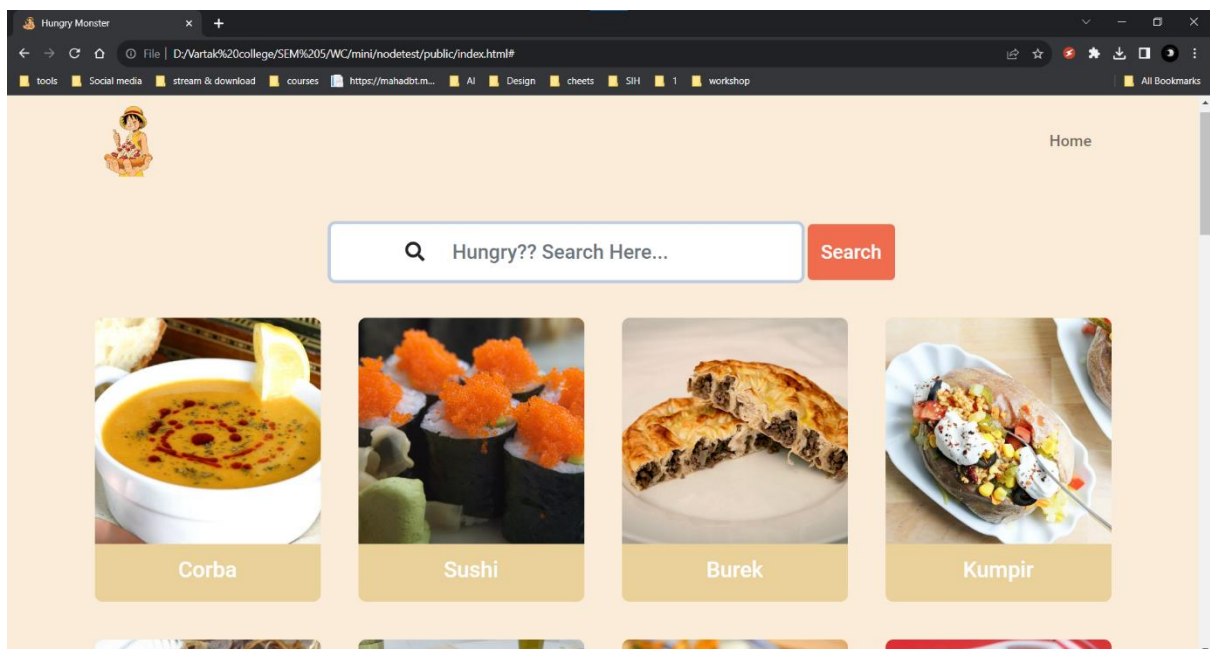 Hungry Monster
File | D:/Vartak%20college/SEM%205/WC/mini/nodetest/public/index.html#
tools Social media stream & download courses https://mahadbt.m... AI Design cheets SIH 1 workshop All Bookmarks
Home
Hungry?? Search Here... Search
Corba Sushi Burek Kumpir